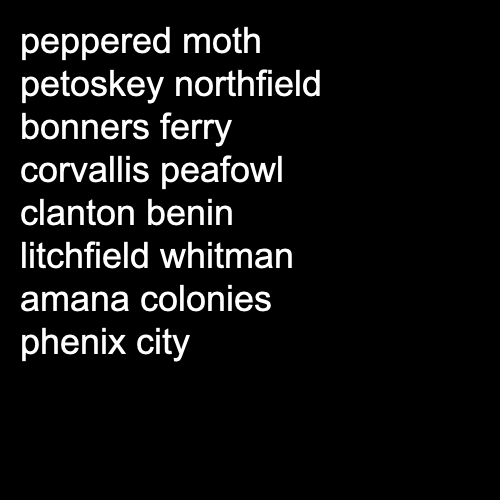 peppered moth
petoskey northfield
bonners ferry
corvallis peafowl
clanton benin
litchfield whitman
amana colonies
phenix city